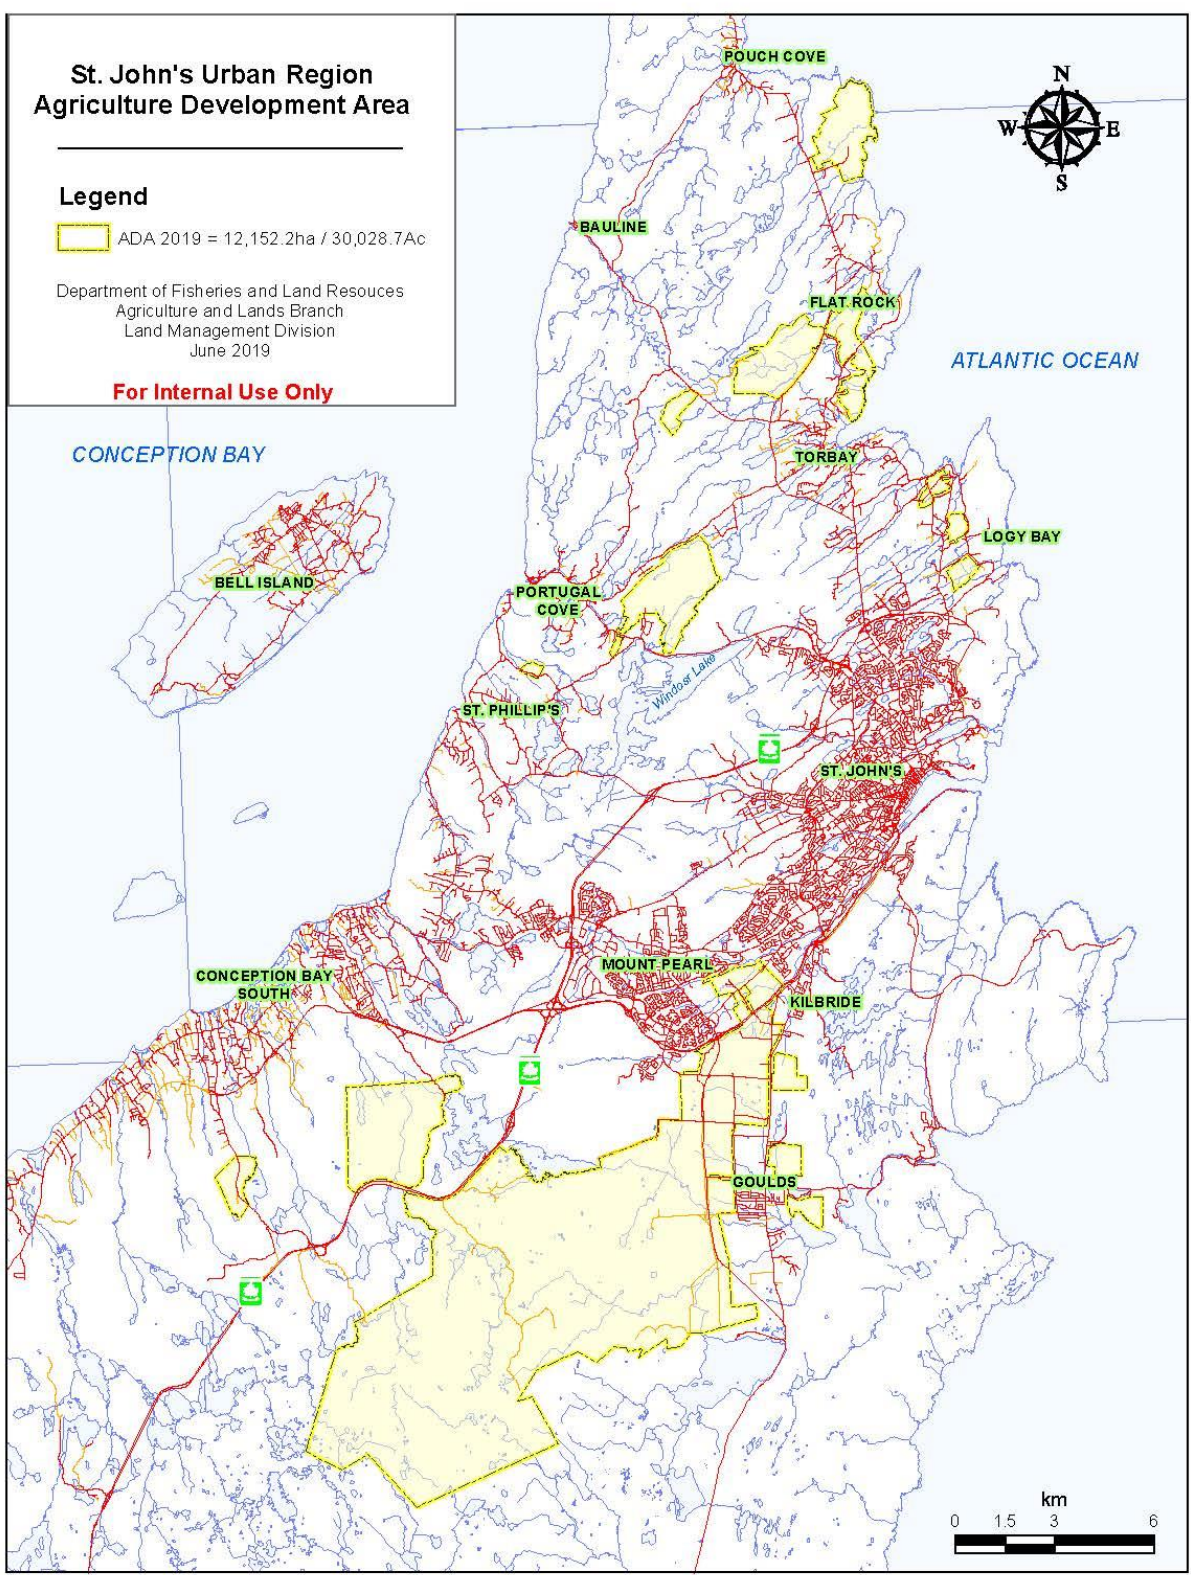 St. John's Urban Region
Agriculture Development Area
Legend
ADA 2019 = 12,152.2ha / 30,028.7Ac
Department of Fisheries and Land Resouces
Agriculture and Lands Branch
Land Management Division
June 2019
For Internal Use Only
N
W
E
S
POUCH COVE
BAULINE
FLAT ROCK
ATLANTIC OCEAN
CONCEPTION BAY
TORBAY
LOGY BAY
BELL ISLAND
PORTUGAL
COVE
Windosr Lake
ST. PHILLIP'S
ST. JOHN'S
MOUNT PEARL
CONCEPTION BAY
SOUTH
KILBRIDE
GOULDS
km
0 1.5 3 6